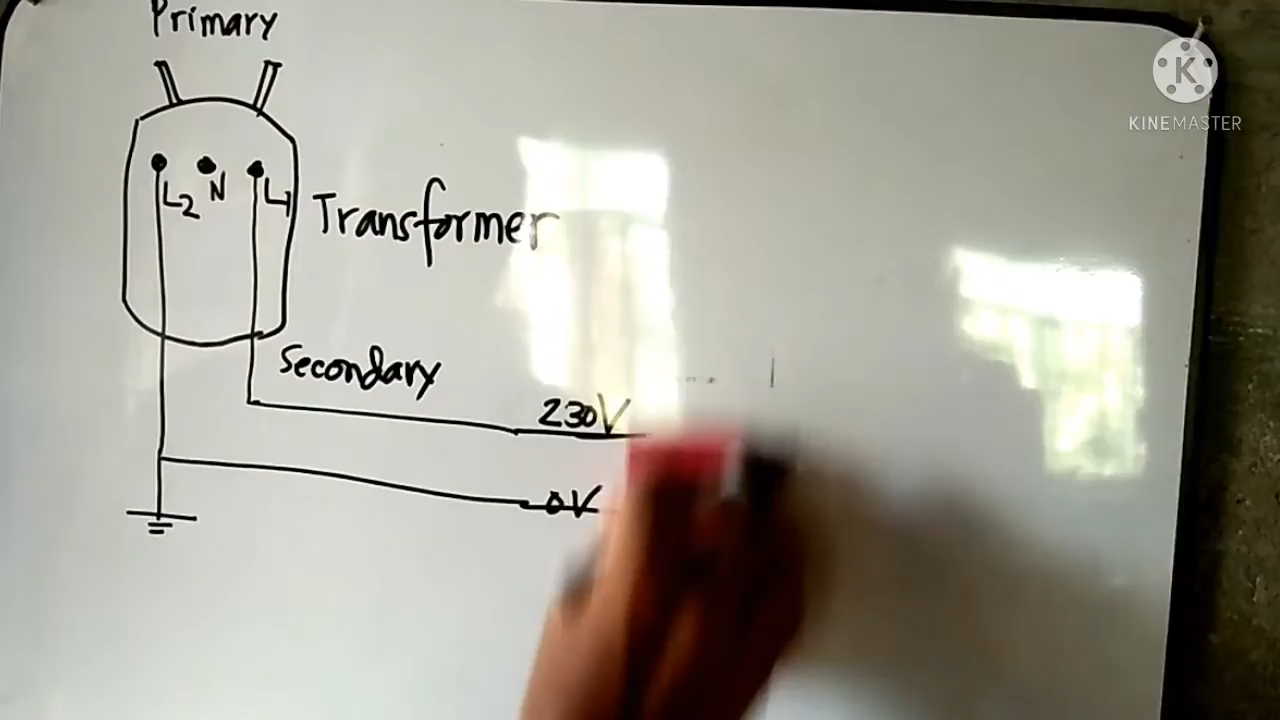 Primary
L2 N L1
Transformer
Secondary
230V
0V
K
KINEMASTER